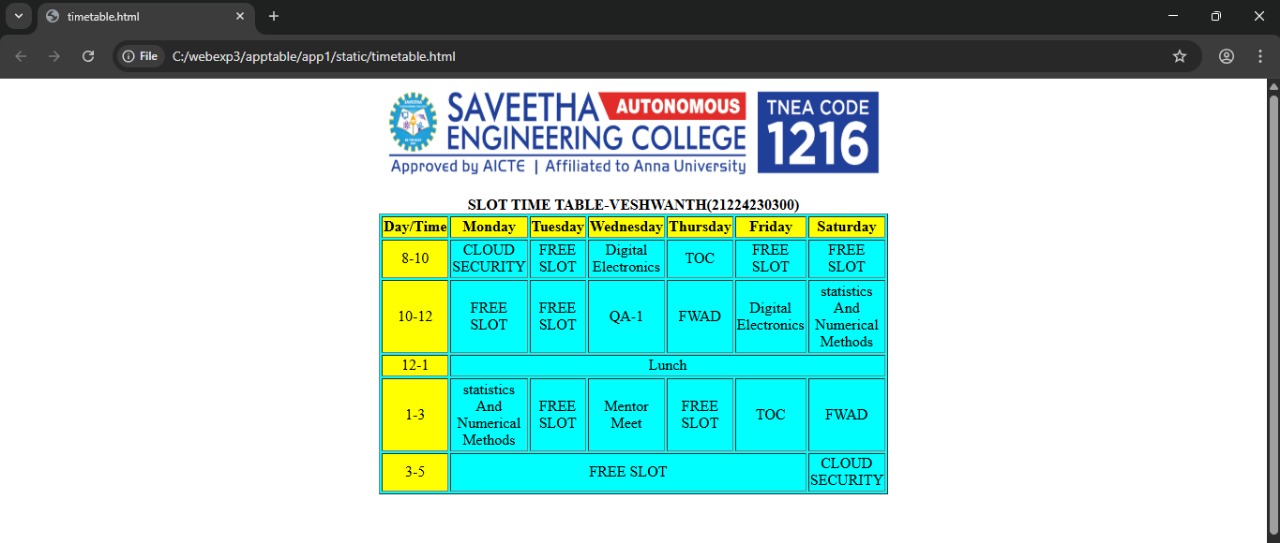 timetable.html
File C:/webexp3/apptable/app1/static/timetable.html
SAVEETHA AUTONOMOUS
ENGINEERING COLLEGE
Approved by AICTE | Affiliated to Anna University
TNEA CODE
1216
SLOT TIME TABLE-VESHWANTH(21224230300)
Day/Time Monday Tuesday Wednesday Thursday Friday Saturday
8-10 CLOUD SECURITY FREE SLOT Digital Electronics TOC FREE SLOT FREE SLOT
10-12 FREE SLOT FREE SLOT QA-1 FWAD Digital Electronics statistics And Numerical Methods
12-1 Lunch
1-3 statistics And Numerical Methods FREE SLOT Mentor Meet FREE SLOT TOC FWAD
3-5 FREE SLOT CLOUD SECURITY